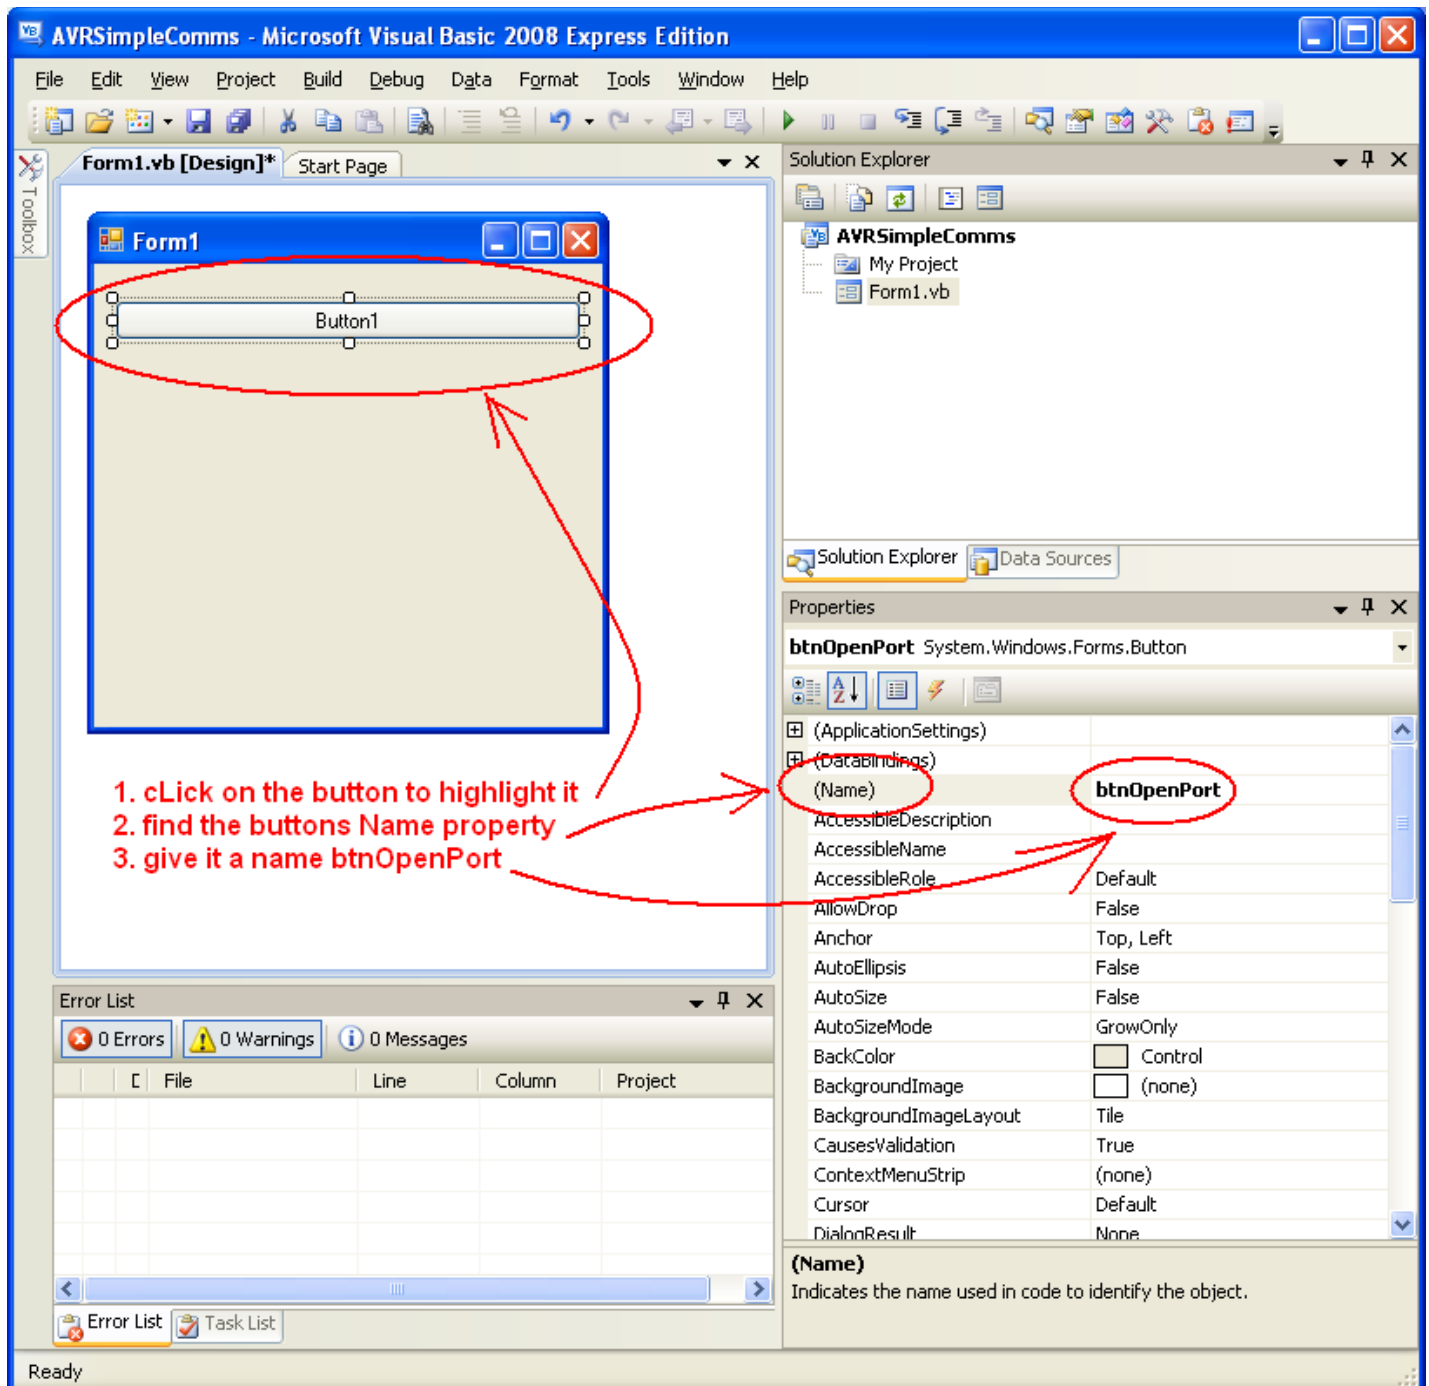 AVRSimpleComms - Microsoft Visual Basic 2008 Express Edition
File Edit View Project Build Debug Data Format Tools Window Help
Toolbox
Form1.vb [Design]* Start Page
Form1
Button1
1. cLick on the button to highlight it
2. find the buttons Name property
3. give it a name btnOpenPort
Solution Explorer
AVRSimpleComms
My Project
Form1.vb
Solution Explorer Data Sources
Properties
btnOpenPort System.Windows.Forms.Button
(ApplicationSettings)
(DataBindings)
(Name) btnOpenPort
AccessibleDescription
AccessibleName
AccessibleRole Default
AllowDrop False
Anchor Top, Left
AutoEllipsis False
AutoSize False
AutoSizeMode GrowOnly
BackColor Control
BackgroundImage (none)
BackgroundImageLayout Tile
CausesValidation True
ContextMenuStrip (none)
Cursor Default
DialogResult None
(Name)
Indicates the name used in code to identify the object.
Error List
0 Errors 0 Warnings 0 Messages
File Line Column Project
Error List Task List
Ready